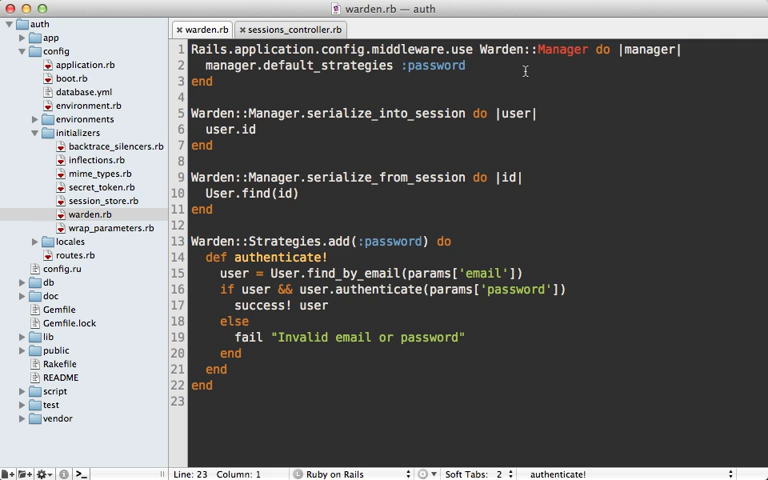 warden.rb — auth
auth
app
config
application.rb
boot.rb
database.yml
environment.rb
environments
initializers
backtrace_silencers.rb
inflections.rb
mime_types.rb
secret_token.rb
session_store.rb
warden.rb
wrap_parameters.rb
locales
routes.rb
config.ru
db
doc
Gemfile
Gemfile.lock
lib
public
Rakefile
README
script
test
vendor
× warden.rb
× sessions_controller.rb
1 Rails.application.config.middleware.use Warden::Manager do |manager|
2 manager.default_strategies :password
3 end
4
5 Warden::Manager.serialize_into_session do |user|
6 user.id
7 end
8
9 Warden::Manager.serialize_from_session do |id|
10 User.find(id)
11 end
12
13 Warden::Strategies.add(:password) do
14 def authenticate!
15 user = User.find_by_email(params['email'])
16 if user && user.authenticate(params['password'])
17 success! user
18 else
19 fail "Invalid email or password"
20 end
21 end
22 end
23
Line: 23 Column: 1
L Ruby on Rails
Soft Tabs: 2
authenticate!